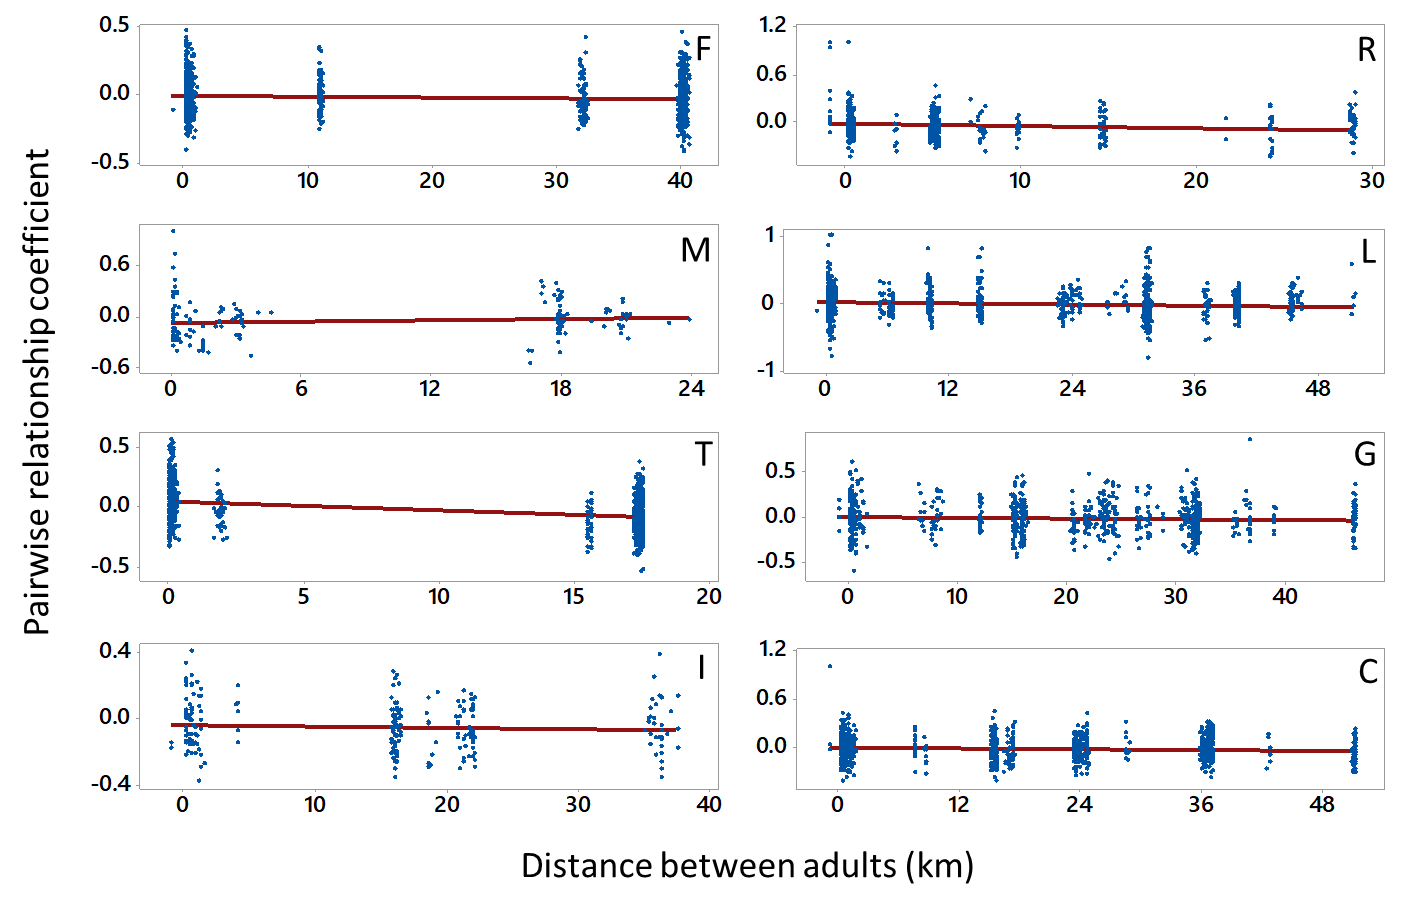 Pairwise relationship coefficient
0.5
0.0
-0.5
F
0 10 20 30 40
1.2
0.6
0.0
R
0 10 20 30
0.6
0.0
-0.6
M
0 6 12 18 24
1
0
-1
L
0 12 24 36 48
0.5
0.0
-0.5
T
0 5 10 15 20
0.5
0.0
-0.5
G
0 10 20 30 40
0.4
0.0
-0.4
I
0 10 20 30 40
1.2
0.6
0.0
C
0 12 24 36 48
Distance between adults (km)